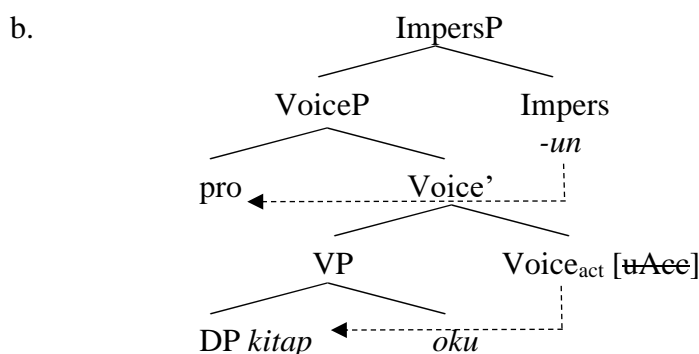 b. ImpersP
VoiceP Impers
-un
pro Voice’
VP Voiceact [uAcc]
DP kitap oku